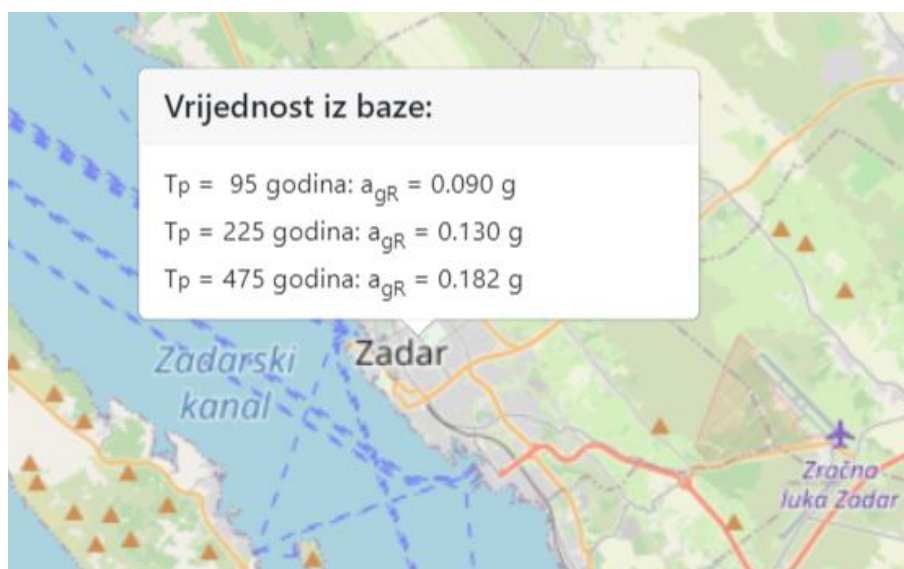 Vrijednost iz baze:
Tp = 95 godina: agR = 0.090 g
Tp = 225 godina: agR = 0.130 g
Tp = 475 godina: agR = 0.182 g
Zadar
Zadarski
kanal
Zračna
luka Zadar